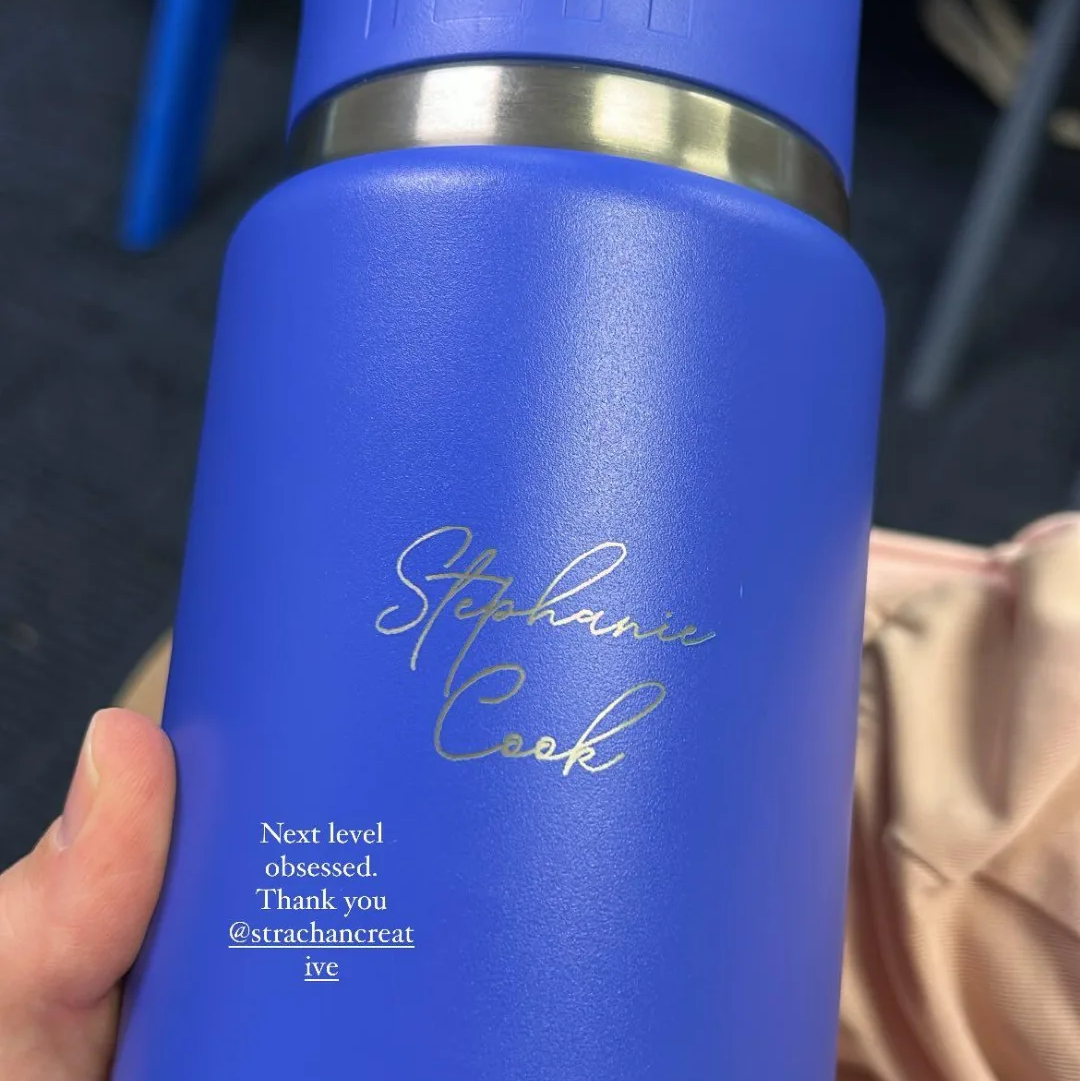 Stephanie
Cook
Next level
obsessed.
Thank you
@strachancreat
ive